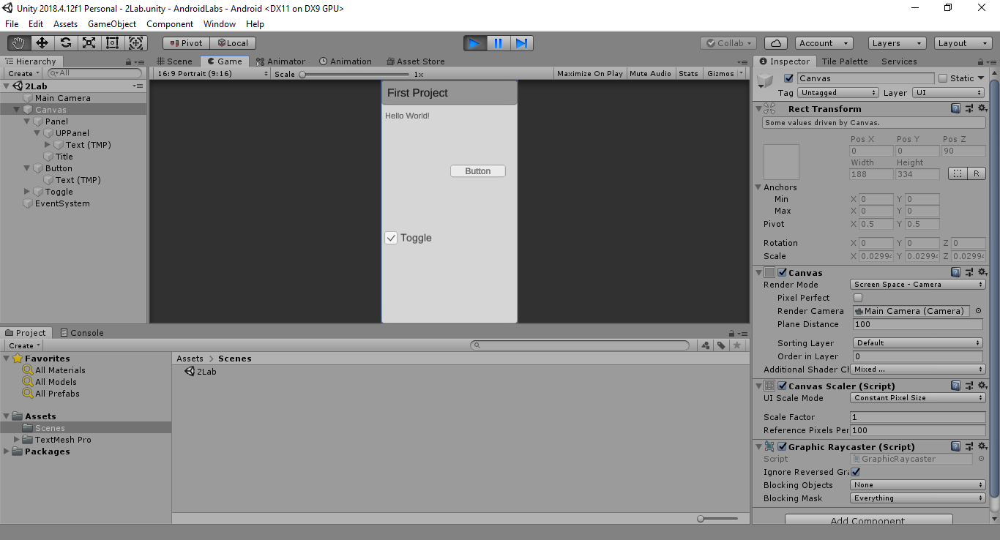 Unity 2018.4.12f1 Personal - 2Lab.unity - AndroidLabs - Android <DX11 on DX9 GPU>
File Edit Assets GameObject Component Window Help
Pivot Local Collab Account Layers Layout
Hierarchy
Create All
2Lab
Main Camera
Canvas
Panel
UPPanel
Text (TMP)
Title
Button
Text (TMP)
Toggle
EventSystem
Scene Game Animator Animation Asset Store
16:9 Portrait (9:16) Scale 1x Maximize On Play Mute Audio Stats Gizmos
First Project
Hello World!
Button
Toggle
Project Console
Create
Favorites
All Materials
All Models
All Prefabs
Assets
Scenes
TextMesh Pro
Packages
Assets > Scenes
2Lab
Inspector Tile Palette Services
Canvas Static
Tag Untagged Layer UI
Rect Transform
Some values driven by Canvas.
Pos X Pos Y Pos Z
0 0 90
Width Height
188 334 R
Anchors
Min X 0 Y 0
Max X 0 Y 0
Pivot X 0.5 Y 0.5
Rotation X 0 Y 0 Z 0
Scale X 0.02994 Y 0.02994 Z 0.02994
Canvas
Render Mode Screen Space - Camera
Pixel Perfect
Render Camera Main Camera (Camera)
Plane Distance 100
Sorting Layer Default
Order in Layer 0
Additional Shader Cl Mixed ...
Canvas Scaler (Script)
UI Scale Mode Constant Pixel Size
Scale Factor 1
Reference Pixels Per 100
Graphic Raycaster (Script)
Script GraphicRaycaster
Ignore Reversed Gra
Blocking Objects None
Blocking Mask Everything
Add Component